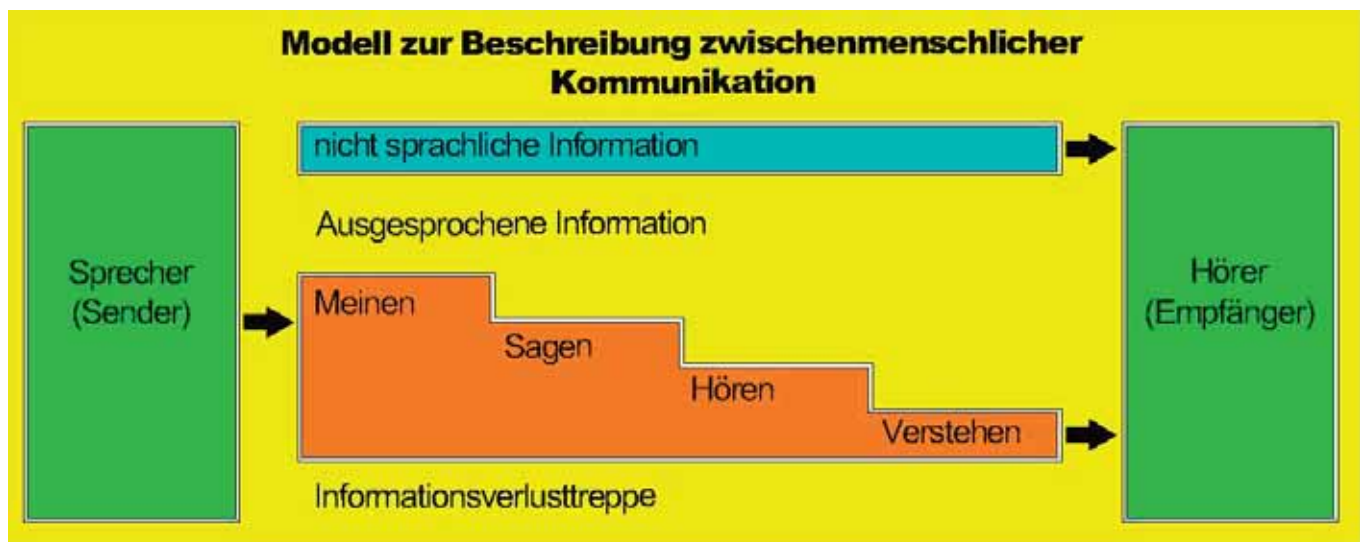 Modell zur Beschreibung zwischenmenschlicher
Kommunikation
nicht sprachliche Information
Ausgesprochene Information
Sprecher
(Sender)
Meinen
Sagen
Hören
Verstehen
Hörer
(Empfänger)
Informationsverlusttreppe